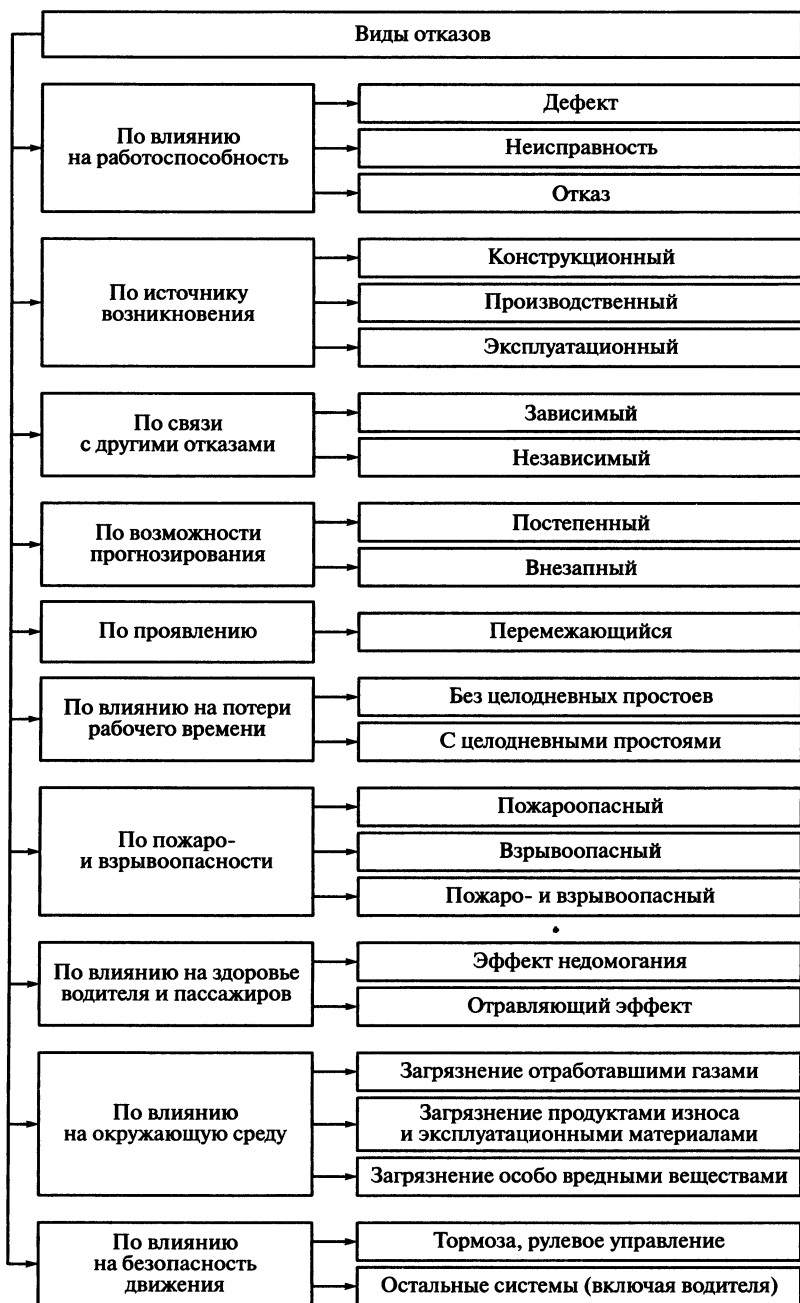 Виды отказов
По влиянию
на работоспособность
Дефект
Неисправность
Отказ
По источнику
возникновения
Конструкционный
Производственный
Эксплуатационный
По связи
с другими отказами
Зависимый
Независимый
По возможности
прогнозирования
Постепенный
Внезапный
По проявлению
Перемежающийся
По влиянию на потери
рабочего времени
Без целодневных простоев
С целодневными простоями
По пожаро-
и взрывоопасности
Пожароопасный
Взрывоопасный
Пожаро- и взрывоопасный
По влиянию на здоровье
водителя и пассажиров
Эффект недомогания
Отравляющий эффект
По влиянию
на окружающую среду
Загрязнение отработавшими газами
Загрязнение продуктами износа
и эксплуатационными материалами
Загрязнение особо вредными веществами
По влиянию
на безопасность
движения
Тормоза, рулевое управление
Остальные системы (включая водителя)